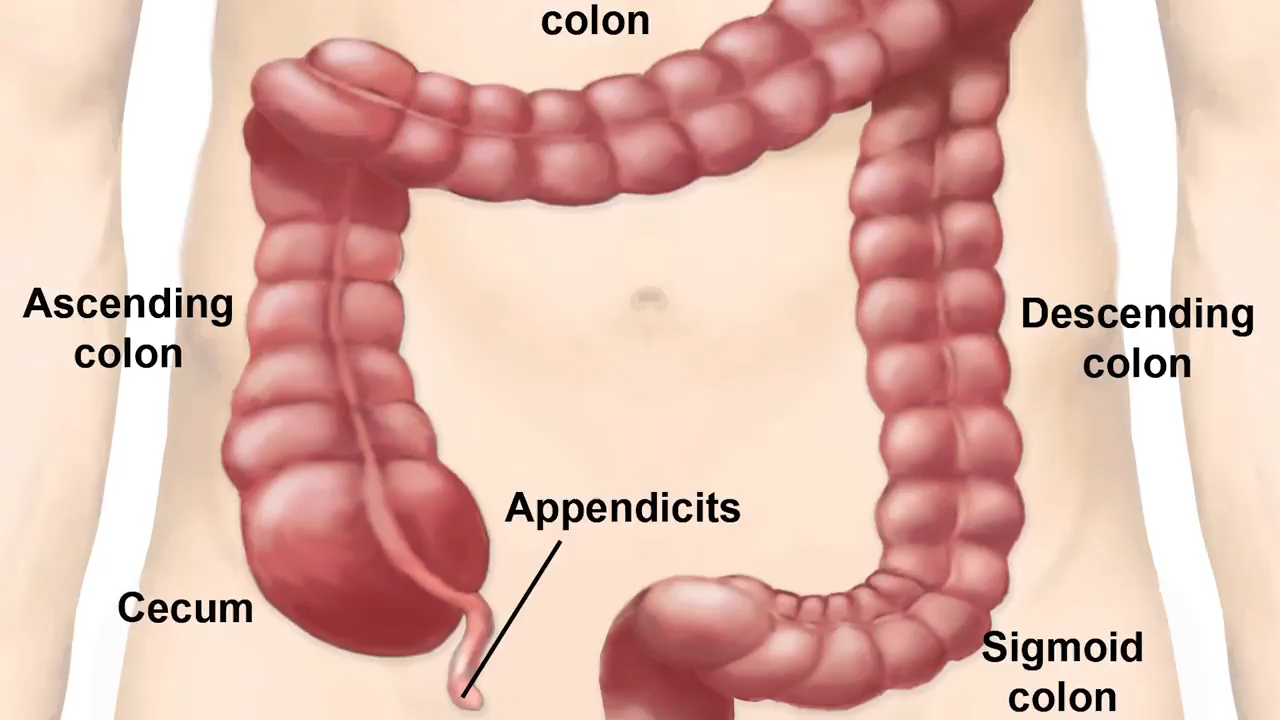 colon
Ascending
colon
Descending
colon
Appendicits
Cecum
Sigmoid
colon